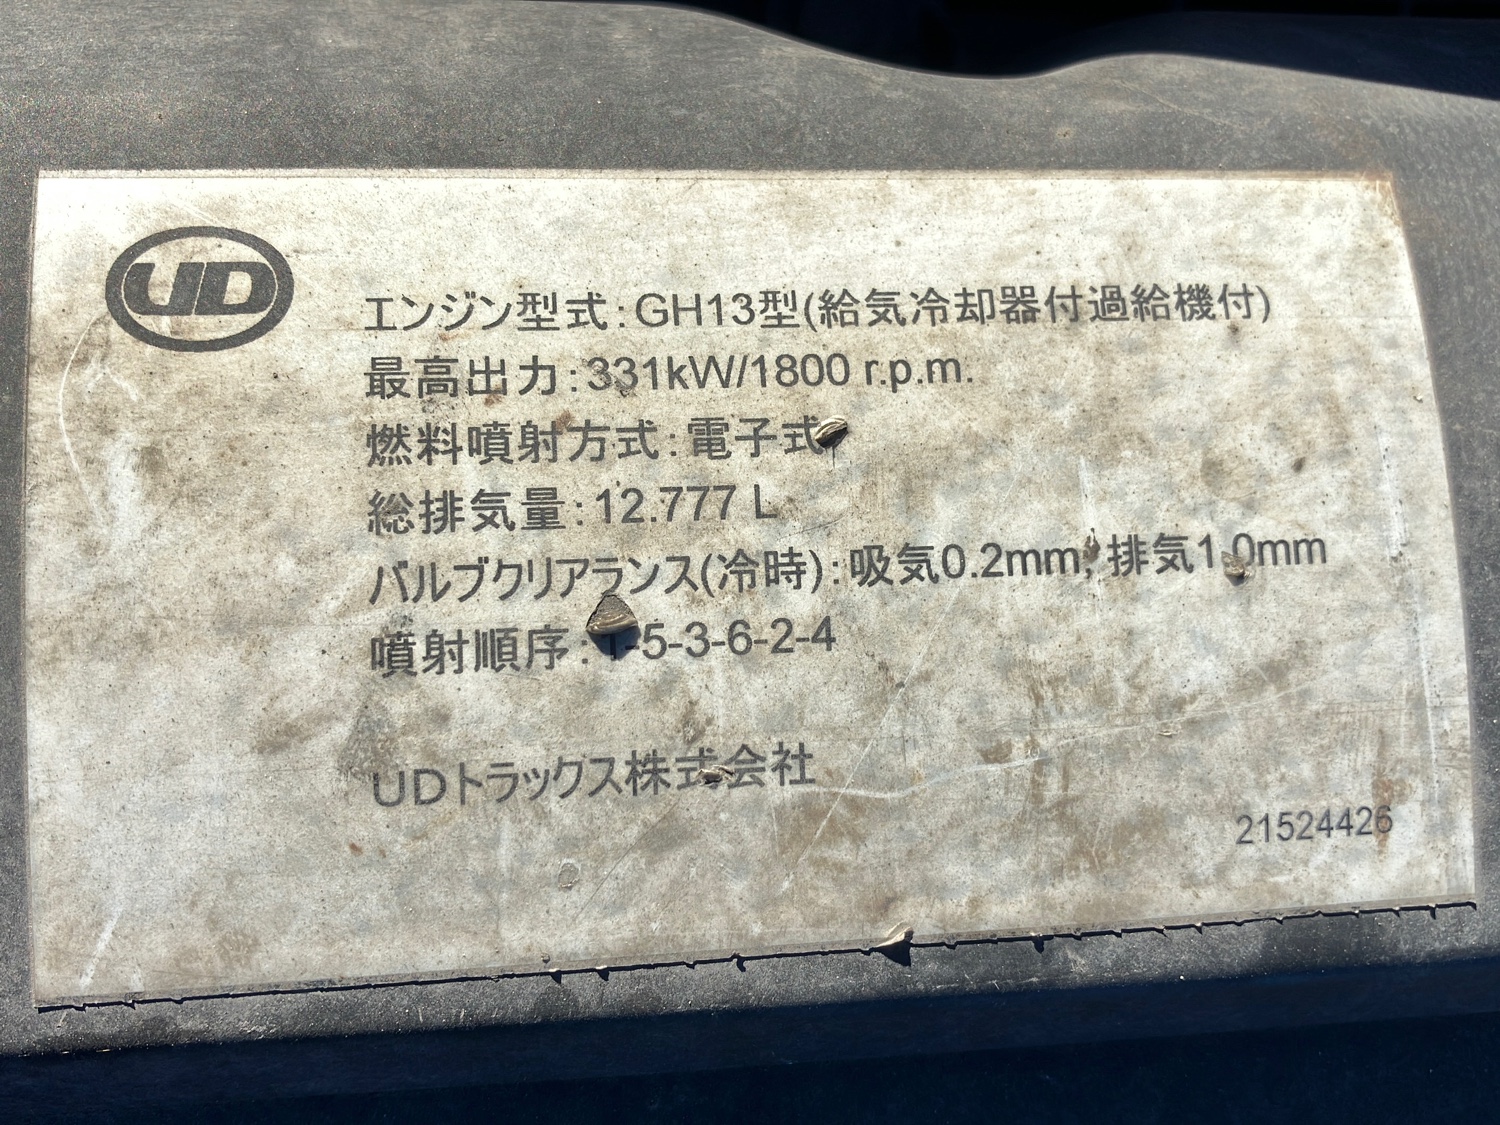 UD
エンジン型式:GH13型(給気冷却器付過給機付)
最高出力:331kW/1800 r.p.m.
燃料噴射方式:電子式
総排気量:12.777 L
バルブクリアランス(冷時):吸気0.2mm, 排気1.0mm
噴射順序:1-5-3-6-2-4
UDトラックス株式会社
21524426